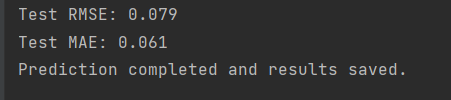 Test RMSE: 0.079
Test MAE: 0.061
Prediction completed and results saved.